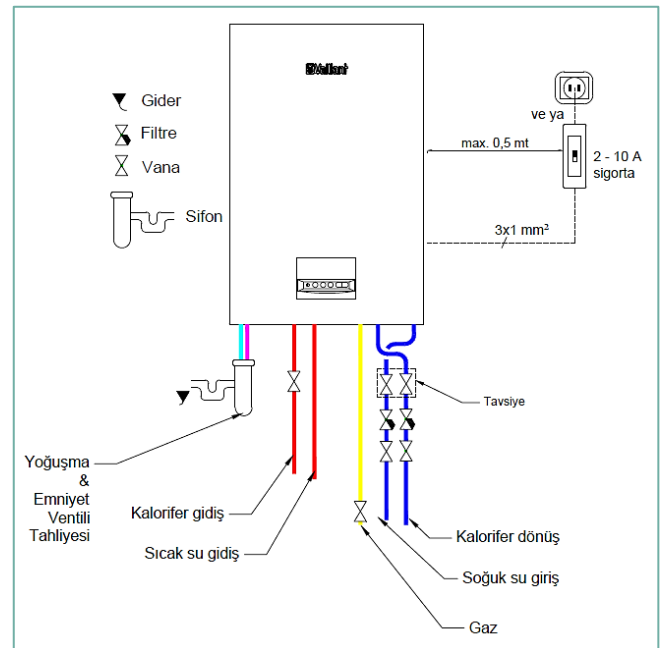 Vaillant
Gider
Filtre
Vana
Sifon
ve ya
max. 0,5 mt
2 - 10 A
sigorta
3x1 mm²
Tavsiye
Yoğuşma
&
Emniyet
Ventili
Tahliyesi
Kalorifer gidiş
Sıcak su gidiş
Kalorifer dönüş
Soğuk su giriş
Gaz